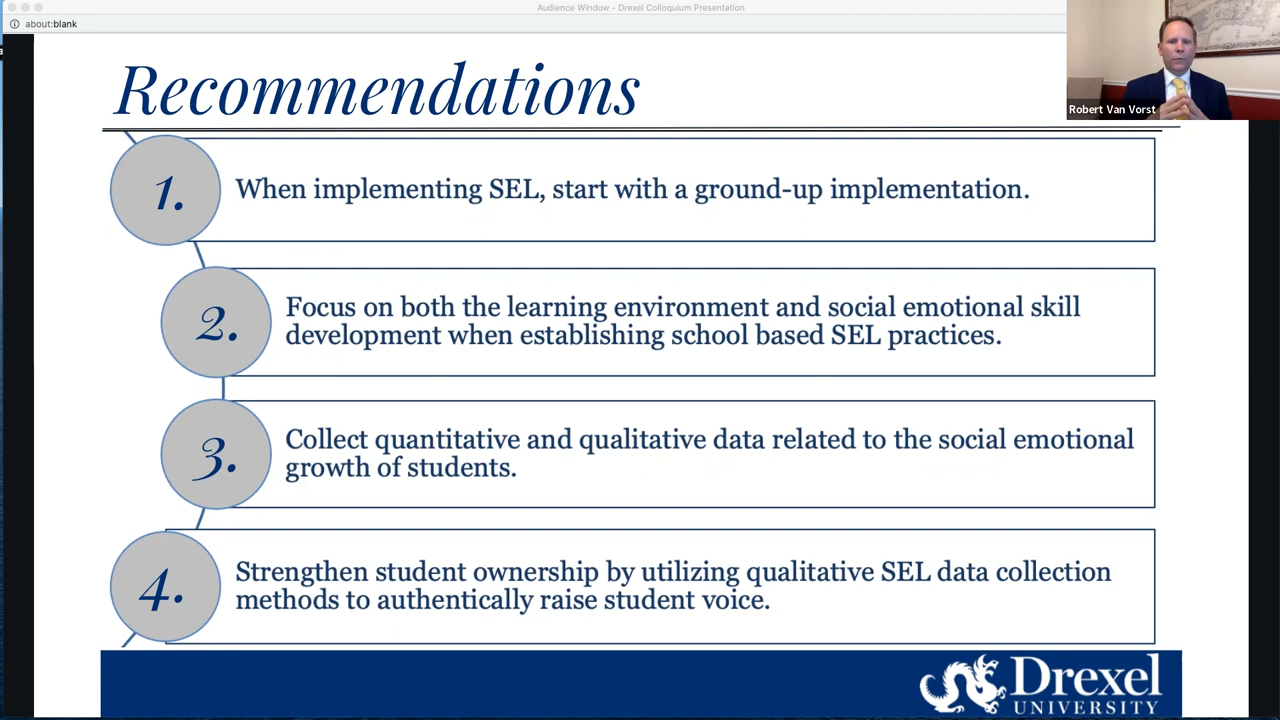 Audience Window - Drexel Colloquium Presentation
about:blank
Robert Van Vorst
Recommendations
1.
When implementing SEL, start with a ground-up implementation.
2.
Focus on both the learning environment and social emotional skill
development when establishing school based SEL practices.
3.
Collect quantitative and qualitative data related to the social emotional
growth of students.
4.
Strengthen student ownership by utilizing qualitative SEL data collection
methods to authentically raise student voice.
Drexel
UNIVERSITY